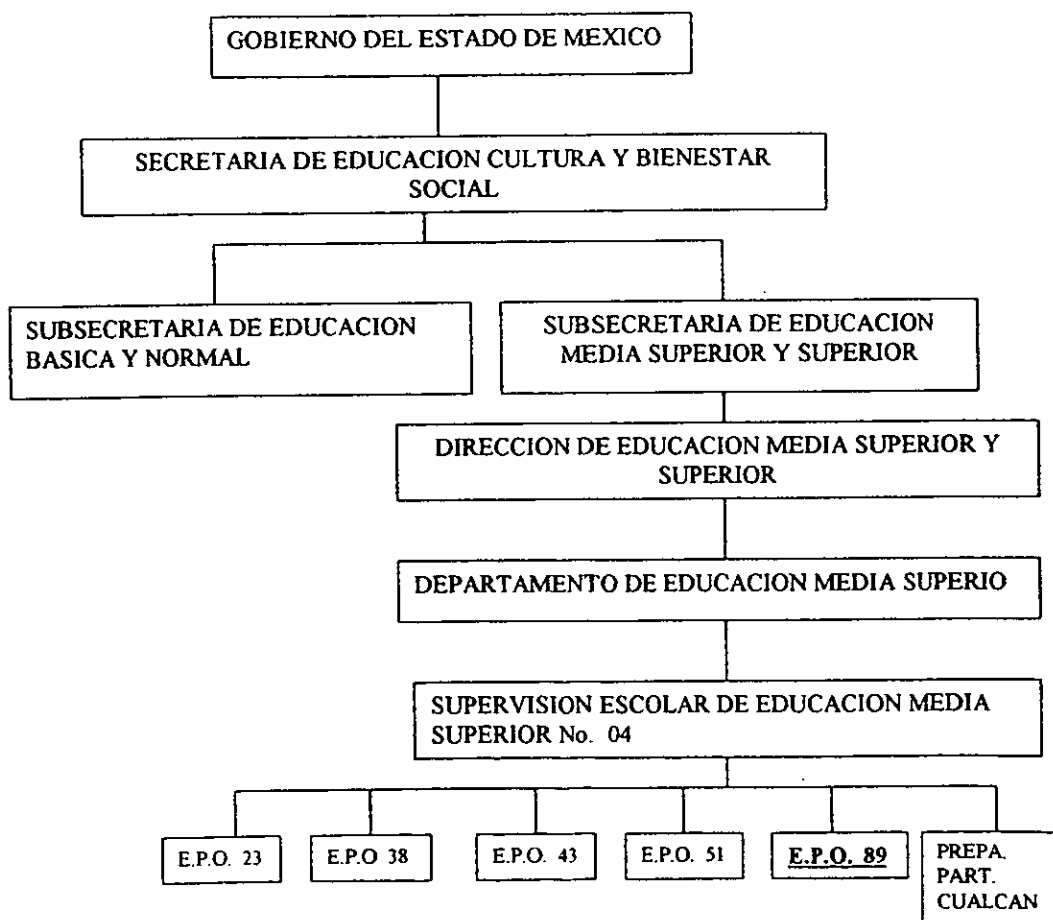 GOBIERNO DEL ESTADO DE MEXICO
SECRETARIA DE EDUCACION CULTURA Y BIENESTAR
SOCIAL
SUBSECRETARIA DE EDUCACION
BASICA Y NORMAL
SUBSECRETARIA DE EDUCACION
MEDIA SUPERIOR Y SUPERIOR
DIRECCION DE EDUCACION MEDIA SUPERIOR Y
SUPERIOR
DEPARTAMENTO DE EDUCACION MEDIA SUPERIO
SUPERVISION ESCOLAR DE EDUCACION MEDIA
SUPERIOR No. 04
E.P.O. 23
E.P.O 38
E.P.O. 43
E.P.O. 51
E.P.O. 89
PREPA.
PART.
CUALCAN